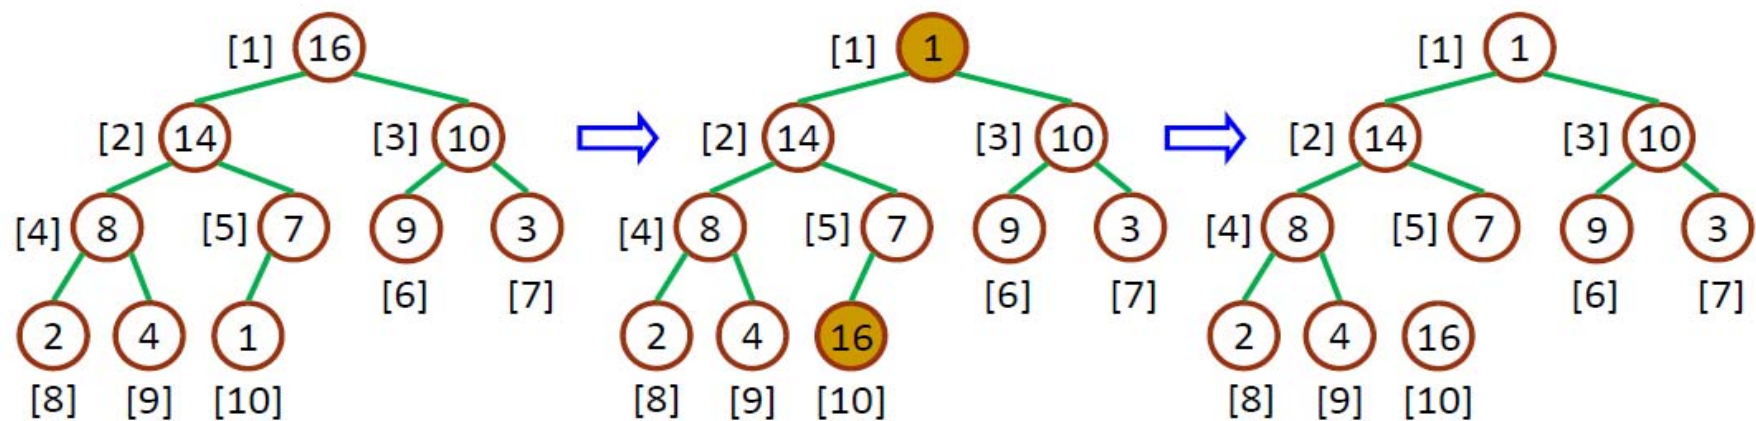 [1] 16 [1] 1 [1] 1
[2] 14 [3] 10 [2] 14 [3] 10 [2] 14 [3] 10
[4] 8 [5] 7 9 3 [4] 8 [5] 7 9 3 [4] 8 [5] 7 9 3
[6] [7] [6] [7] [6] [7]
2 4 1 2 4 16 2 4 16
[8] [9] [10] [8] [9] [10] [8] [9] [10]